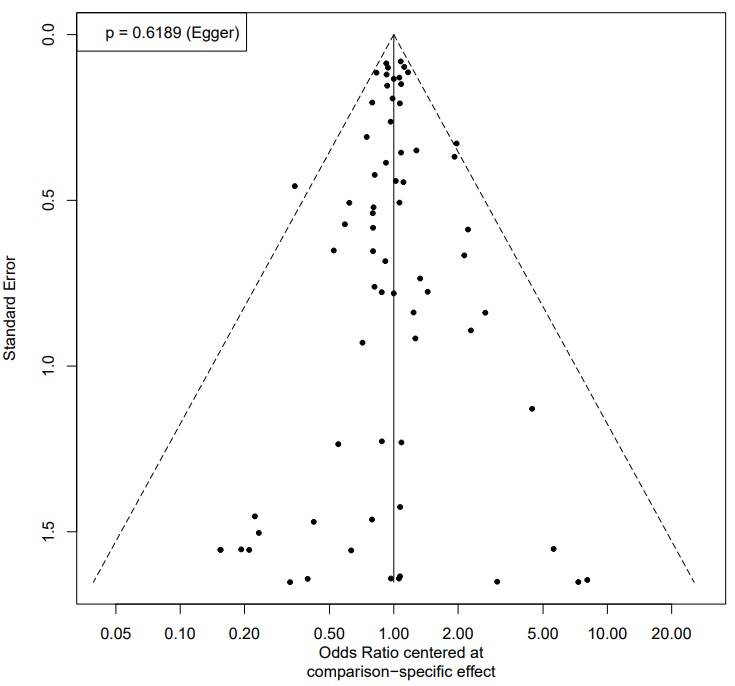 p = 0.6189 (Egger)
0.0
0.5
1.0
1.5
Standard Error
0.05 0.10 0.20 0.50 1.00 2.00 5.00 10.00 20.00
Odds Ratio centered at
comparison−specific effect